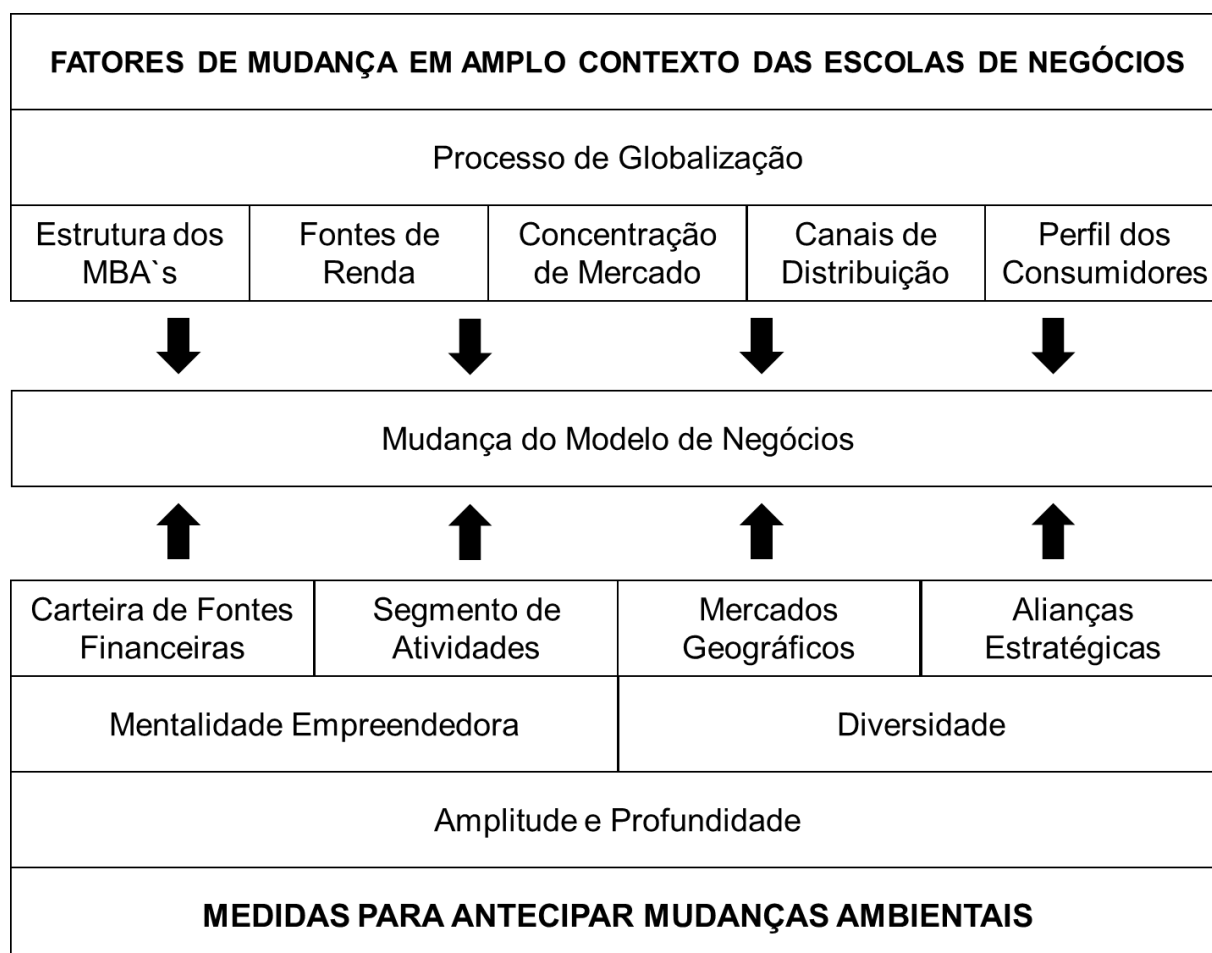 FATORES DE MUDANÇA EM AMPLO CONTEXTO DAS ESCOLAS DE NEGÓCIOS
Processo de Globalização
Estrutura dos
MBA`s
Fontes de
Renda
Concentração
de Mercado
Canais de
Distribuição
Perfil dos
Consumidores
Mudança do Modelo de Negócios
Carteira de Fontes
Financeiras
Segmento de
Atividades
Mercados
Geográficos
Alianças
Estratégicas
Mentalidade Empreendedora
Diversidade
Amplitude e Profundidade
MEDIDAS PARA ANTECIPAR MUDANÇAS AMBIENTAIS